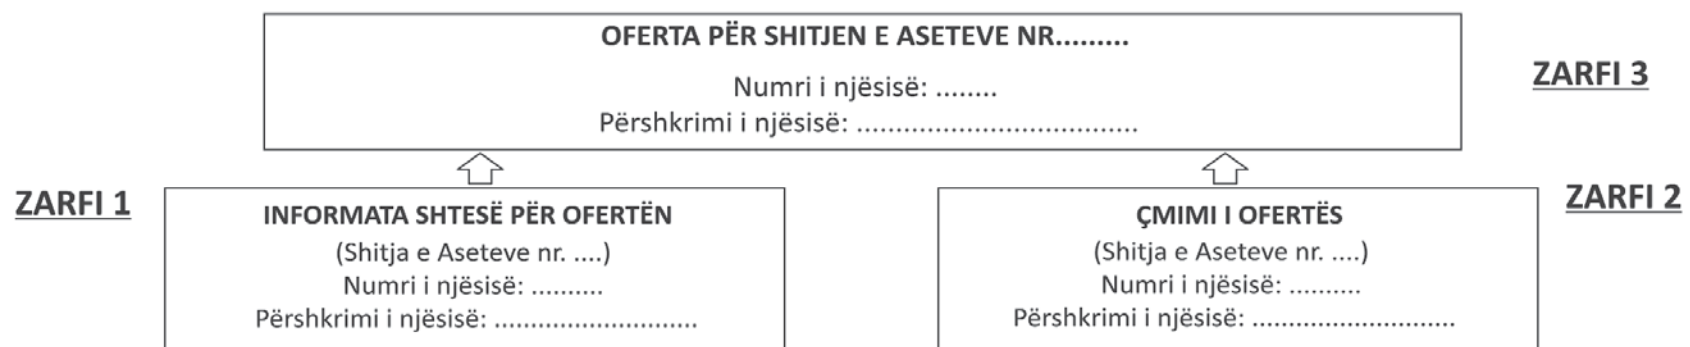 OFERTA PËR SHITJEN E ASETEVE NR.........
Numri i njësisë: ........
Përshkrimi i njësisë: ....................................
ZARFI 3
ZARFI 1
INFORMATA SHTESË PËR OFERTËN
(Shitja e Aseteve nr. ....)
Numri i njësisë: ..........
Përshkrimi i njësisë: ............................
ÇMIMI I OFERTËS
(Shitja e Aseteve nr. ....)
Numri i njësisë: ..........
Përshkrimi i njësisë: ............................
ZARFI 2